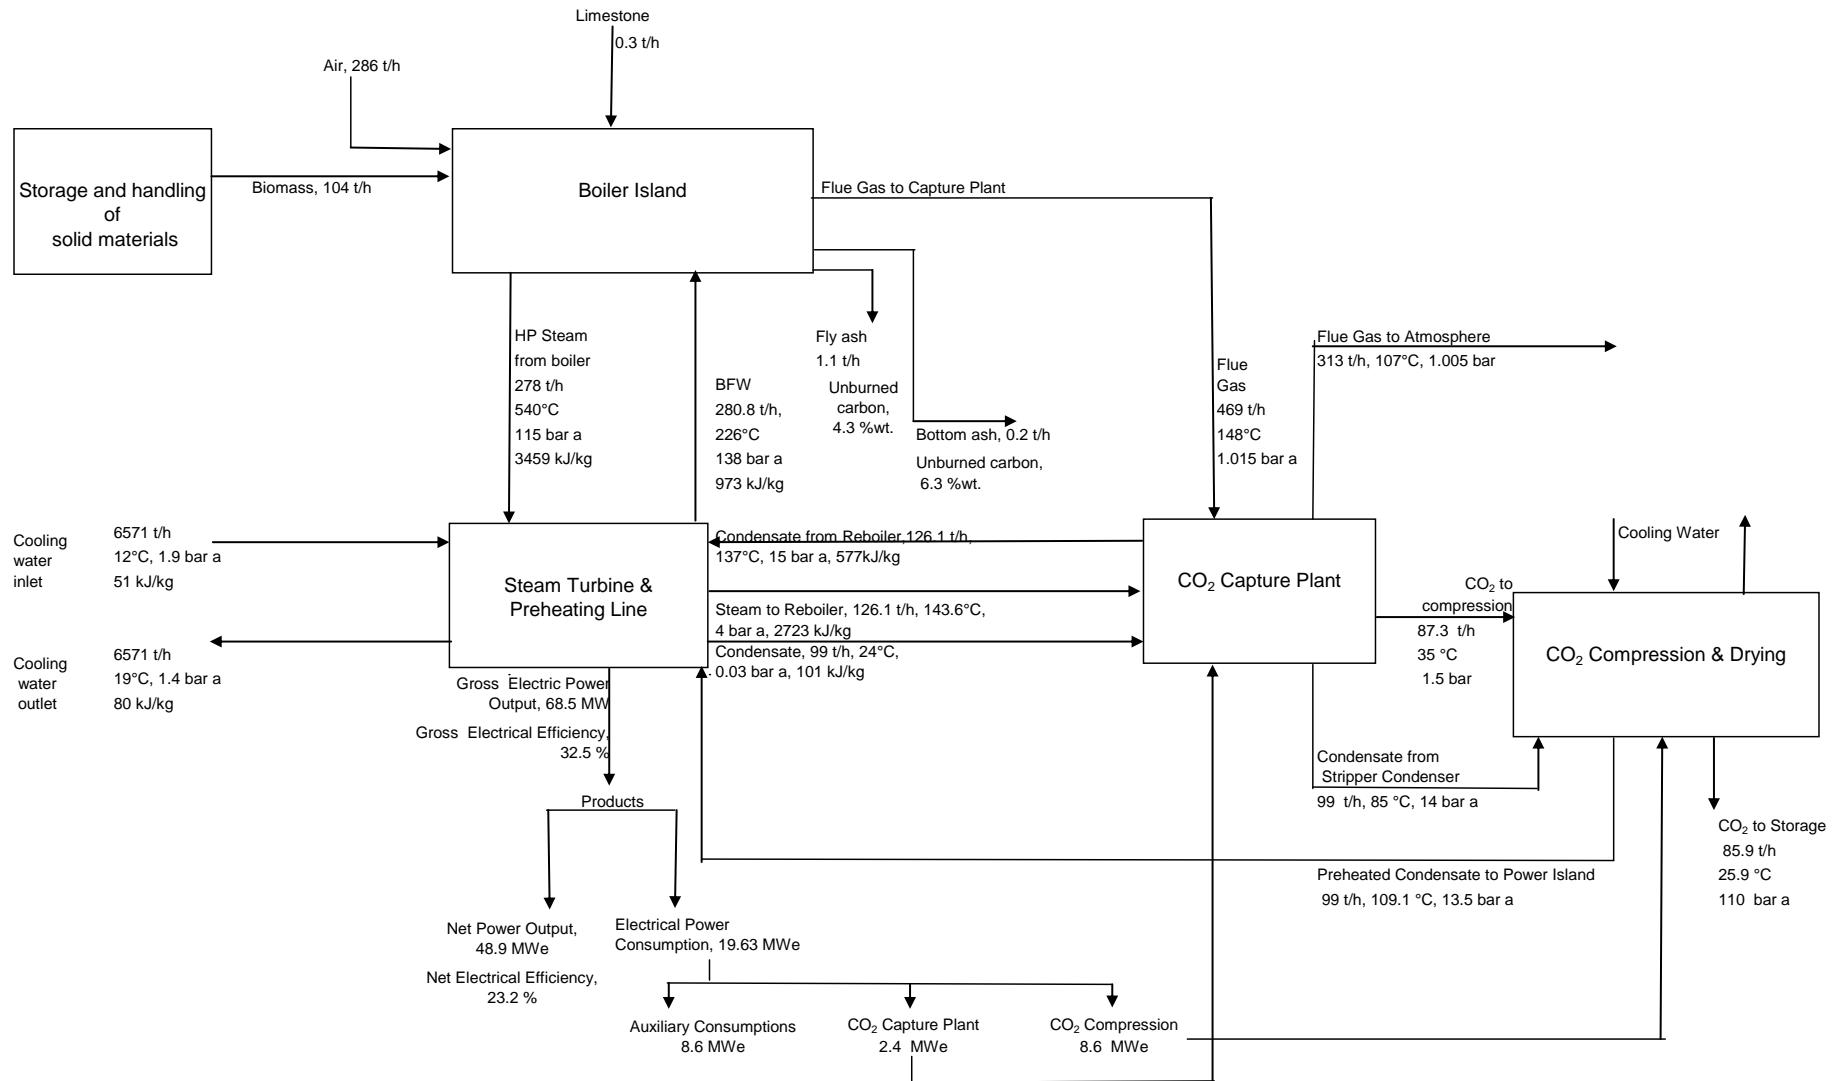 Limestone
0.3 t/h
Air, 286 t/h
Storage and handling
of
solid materials
Biomass, 104 t/h
Boiler Island
Flue Gas to Capture Plant
HP Steam
from boiler
278 t/h
540°C
115 bar a
3459 kJ/kg
BFW
280.8 t/h,
226°C
138 bar a
973 kJ/kg
Fly ash
1.1 t/h
Unburned
carbon,
4.3 %wt.
Bottom ash, 0.2 t/h
Unburned carbon,
6.3 %wt.
Flue
Gas
469 t/h
148°C
1.015 bar a
Flue Gas to Atmosphere
313 t/h, 107°C, 1.005 bar
Cooling
water
inlet
6571 t/h
12°C, 1.9 bar a
51 kJ/kg
Cooling
water
outlet
6571 t/h
19°C, 1.4 bar a
80 kJ/kg
Steam Turbine &
Preheating Line
Condensate from Reboiler,126.1 t/h,
137°C, 15 bar a, 577kJ/kg
Steam to Reboiler, 126.1 t/h, 143.6°C,
4 bar a, 2723 kJ/kg
Condensate, 99 t/h, 24°C,
0.03 bar a, 101 kJ/kg
CO₂ Capture Plant
CO₂ to
compression
87.3 t/h
35 °C
1.5 bar
Cooling Water
CO₂ Compression & Drying
Gross Electric Power
Output, 68.5 MW
Gross Electrical Efficiency,
32.5 %
Products
Condensate from
Stripper Condenser
99 t/h, 85 °C, 14 bar a
CO₂ to Storage
85.9 t/h
25.9 °C
110 bar a
Preheated Condensate to Power Island
99 t/h, 109.1 °C, 13.5 bar a
Net Power Output,
48.9 MWe
Net Electrical Efficiency,
23.2 %
Electrical Power
Consumption, 19.63 MWe
Auxiliary Consumptions
8.6 MWe
CO₂ Capture Plant
2.4 MWe
CO₂ Compression
8.6 MWe